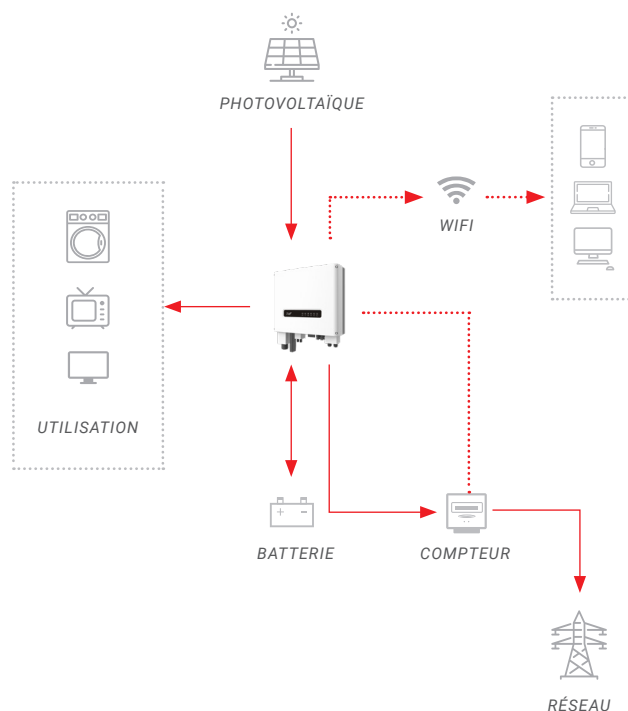 PHOTOVOLTAÏQUE
WIFI
UTILISATION
BATTERIE
COMPTEUR
RÉSEAU